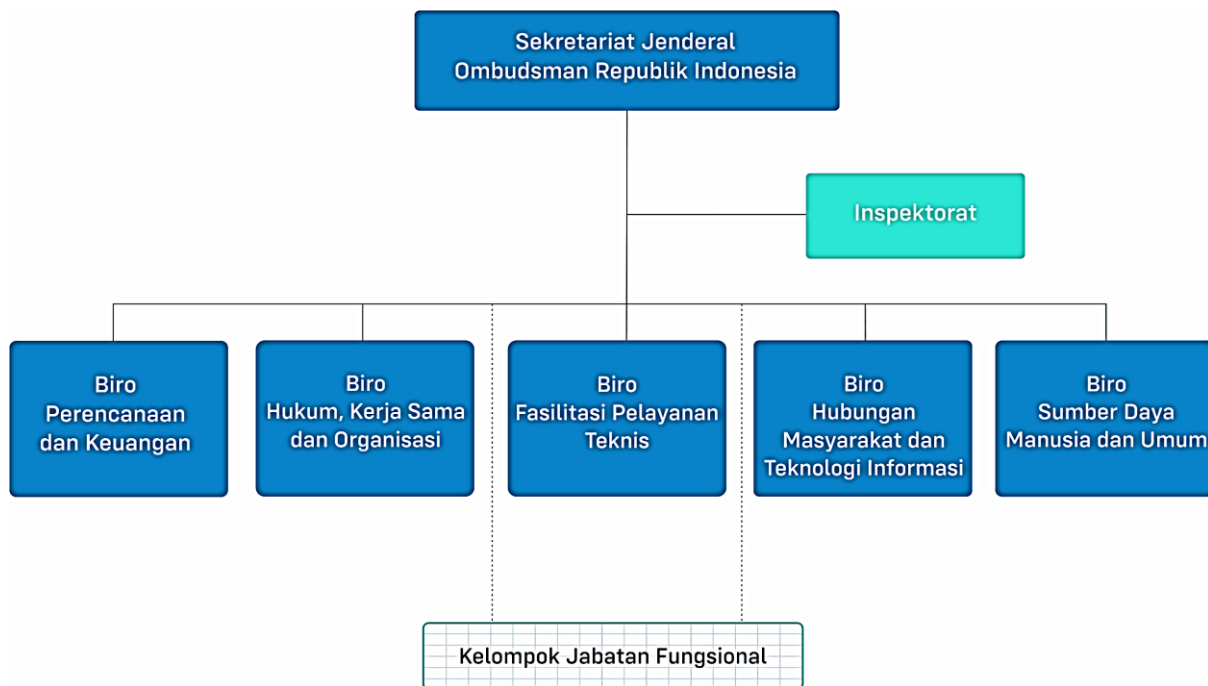 Sekretariat Jenderal
Ombudsman Republik Indonesia
Inspektorat
Biro
Perencanaan
dan Keuangan
Biro
Hukum, Kerja Sama
dan Organisasi
Biro
Fasilitasi Pelayanan
Teknis
Biro
Hubungan
Masyarakat dan
Teknologi Informasi
Biro
Sumber Daya
Manusia dan Umum
Kelompok Jabatan Fungsional